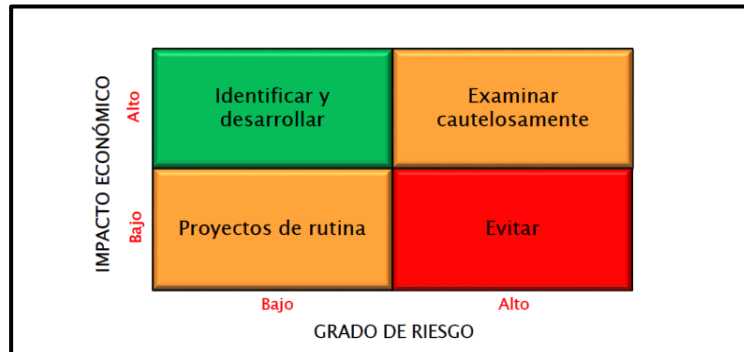 IMPACTO ECONÓMICO
Alto
Identificar y
desarrollar
Examinar
cautelosamente
Bajo
Proyectos de rutina
Evitar
Bajo
Alto
GRADO DE RIESGO